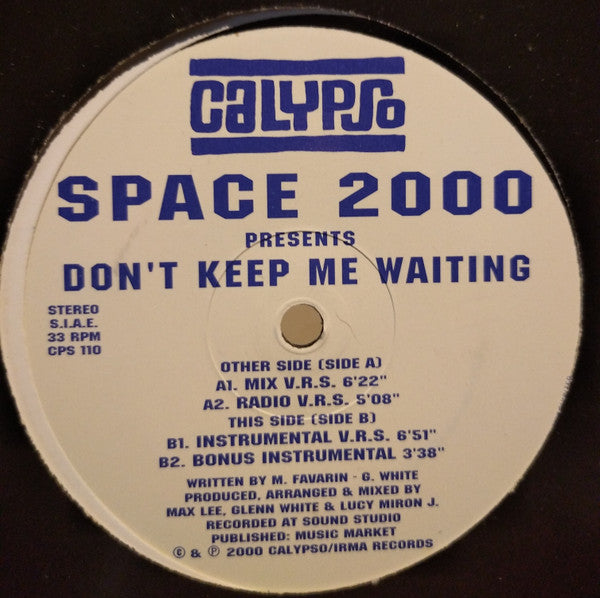 CALYPSO
SPACE 2000
PRESENTS
DON'T KEEP ME WAITING
STEREO
S.I.A.E.
33 RPM
CPS 110
OTHER SIDE (SIDE A)
A1. MIX V.R.S. 6'22"
A2. RADIO V.R.S. 5'08"
THIS SIDE (SIDE B)
B1. INSTRUMENTAL V.R.S. 6'51"
B2. BONUS INSTRUMENTAL 3'38"
WRITTEN BY M. FAVARIN - G. WHITE
PRODUCED, ARRANGED & MIXED BY
MAX LEE, GLENN WHITE & LUCY MIRON J.
RECORDED AT SOUND STUDIO
PUBLISHED: MUSIC MARKET
© & ℗ 2000 CALYPSO/IRMA RECORDS